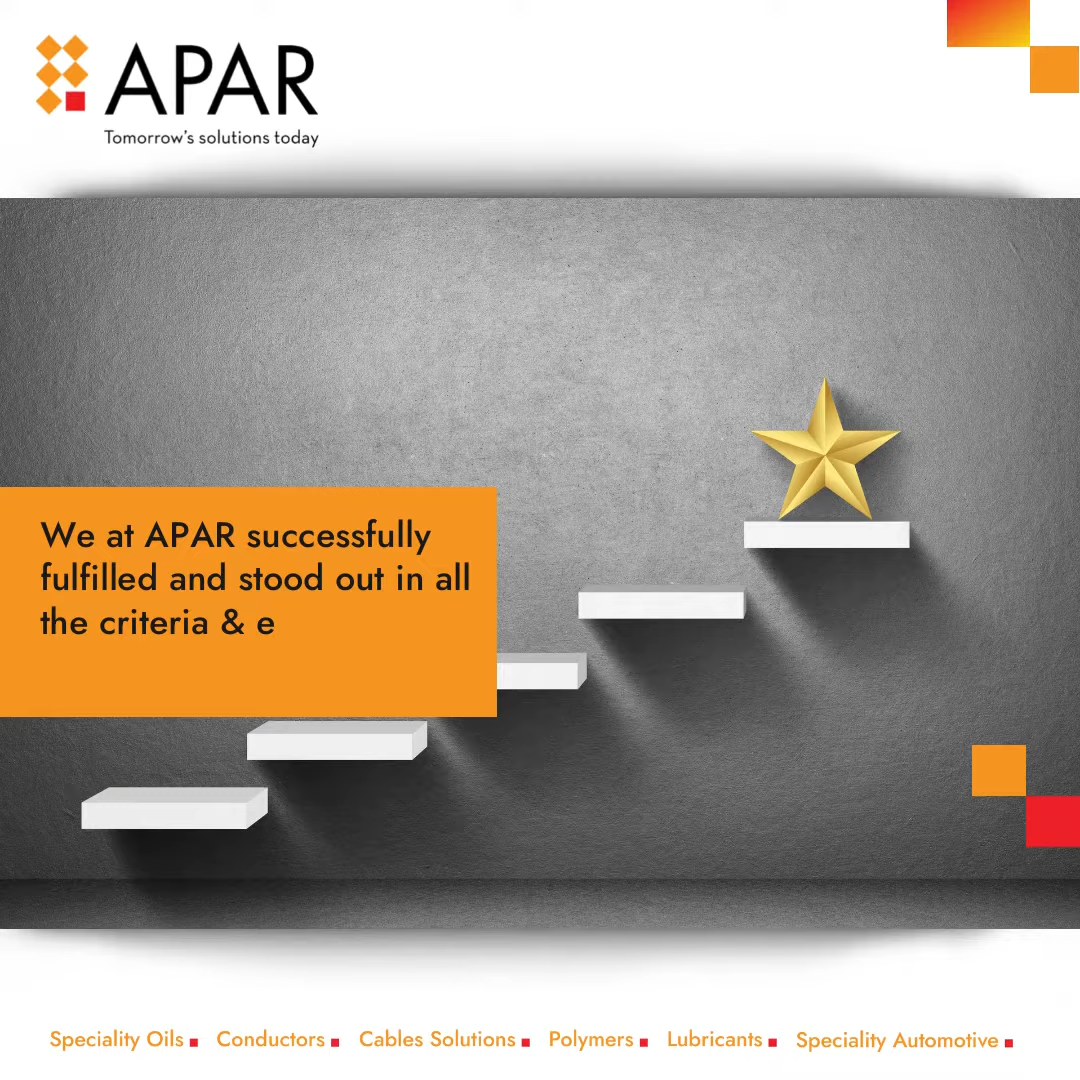 APAR
Tomorrow's solutions today
We at APAR successfully
fulfilled and stood out in all
the criteria & e
Speciality Oils Conductors Cables Solutions Polymers Lubricants Speciality Automotive